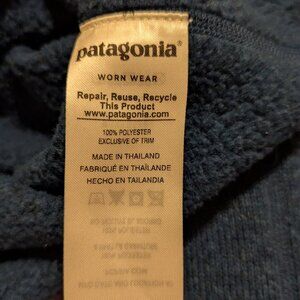 patagonia®
WORN WEAR
Repair, Reuse, Recycle
This Product
www.patagonia.com
100% POLYESTER
EXCLUSIVE OF TRIM
MADE IN THAILAND
FABRIQUÉ EN THAÏLANDE
HECHO EN TAILANDIA